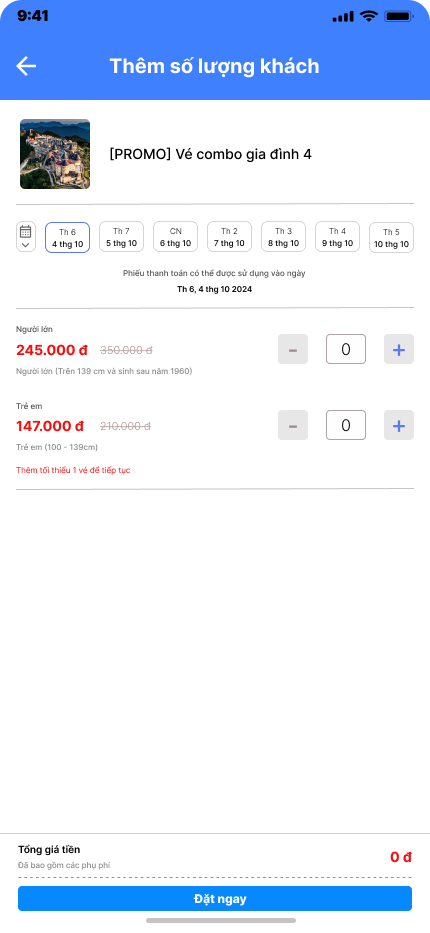 9:41
Thêm số lượng khách
[PROMO] Vé combo gia đình 4
Th 6
4 thg 10
Th 7
5 thg 10
CN
6 thg 10
Th 2
7 thg 10
Th 3
8 thg 10
Th 4
9 thg 10
Th 5
10 thg 10
Phiếu thanh toán có thể được sử dụng vào ngày
Th 6, 4 thg 10 2024
Người lớn
245.000 đ 350.000 đ
- 0 +
Người lớn (Trên 139 cm và sinh sau năm 1960)
Trẻ em
147.000 đ 210.000 đ
- 0 +
Trẻ em (100 - 139cm)
Thêm tối thiểu 1 vé để tiếp tục
Tổng giá tiền
Đã bao gồm các phụ phí
0 đ
Đặt ngay